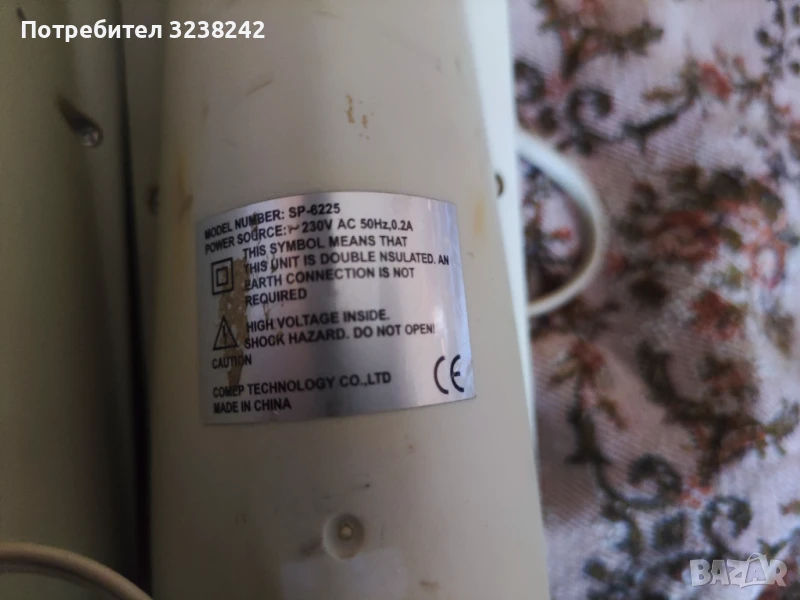 Потребител 3238242
MODEL NUMBER: SP-6225
POWER SOURCE:~230V AC 50Hz,0.2A
THIS SYMBOL MEANS THAT
THIS UNIT IS DOUBLE NSULATED. AN
EARTH CONNECTION IS NOT
REQUIRED
HIGH VOLTAGE INSIDE.
SHOCK HAZARD. DO NOT OPEN!
CAUTION
COMEP TECHNOLOGY CO.,LTD
CE
MADE IN CHINA
BAZAR